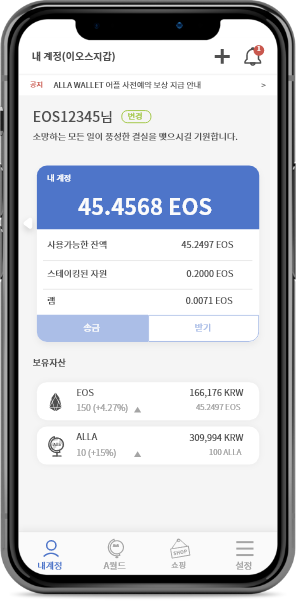 내 계정(이오스지갑)
1
공지 ALLA WALLET 어플 사전예약 보상 지급 안내 >
EOS12345님 변경
소망하는 모든 일이 풍성한 결실을 맺으시길 기원합니다.
내 계정
45.4568 EOS
사용가능한 잔액 45.2497 EOS
스테이킹된 자원 0.2000 EOS
램 0.0071 EOS
송금 받기
보유자산
EOS 166,176 KRW
150 (+4.27%) ▲ 45.2497 EOS
ALLA 309,994 KRW
10 (+15%) ▲ 100 ALLA
SHOP
내계정 A월드 쇼핑 설정